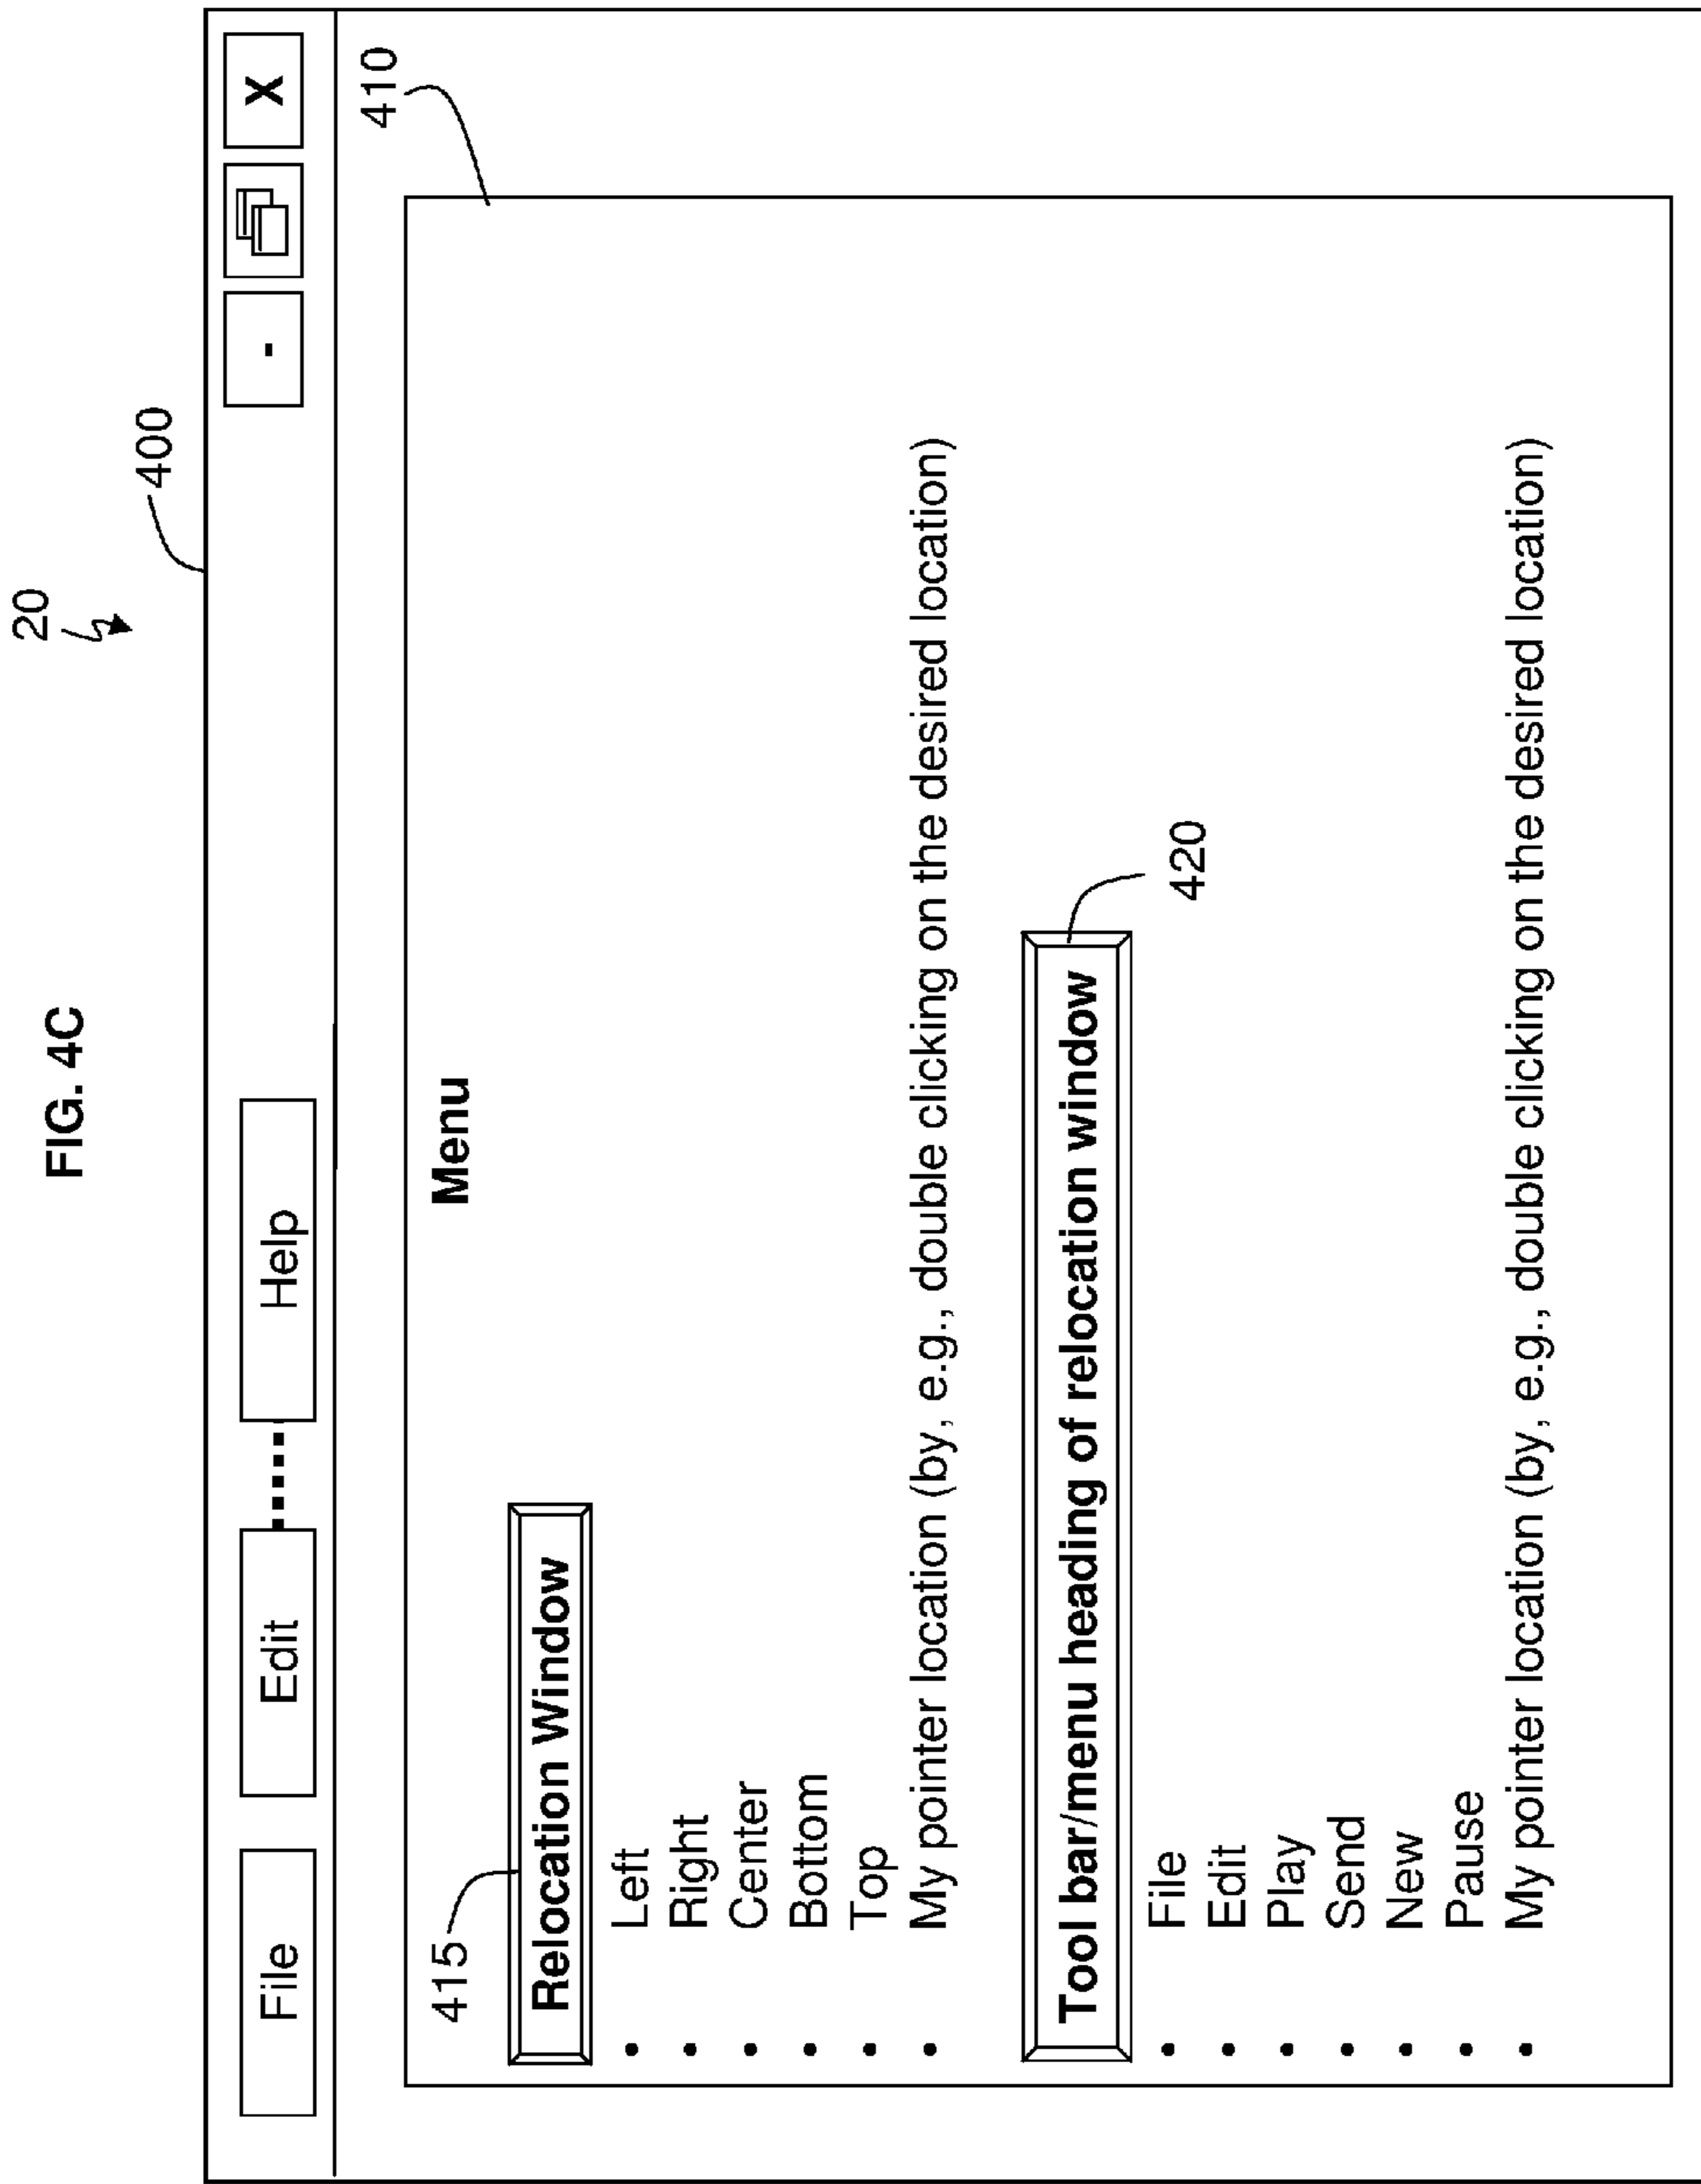 FIG. 4C
20
400
File Edit Help - X
410
Menu
415
Relocation Window
• Left
• Right
• Center
• Bottom
• Top
• My pointer location (by, e.g., double clicking on the desired location)
Tool bar/menu heading of relocation window
420
• File
• Edit
• Play
• Send
• New
• Pause
• My pointer location (by, e.g., double clicking on the desired location)